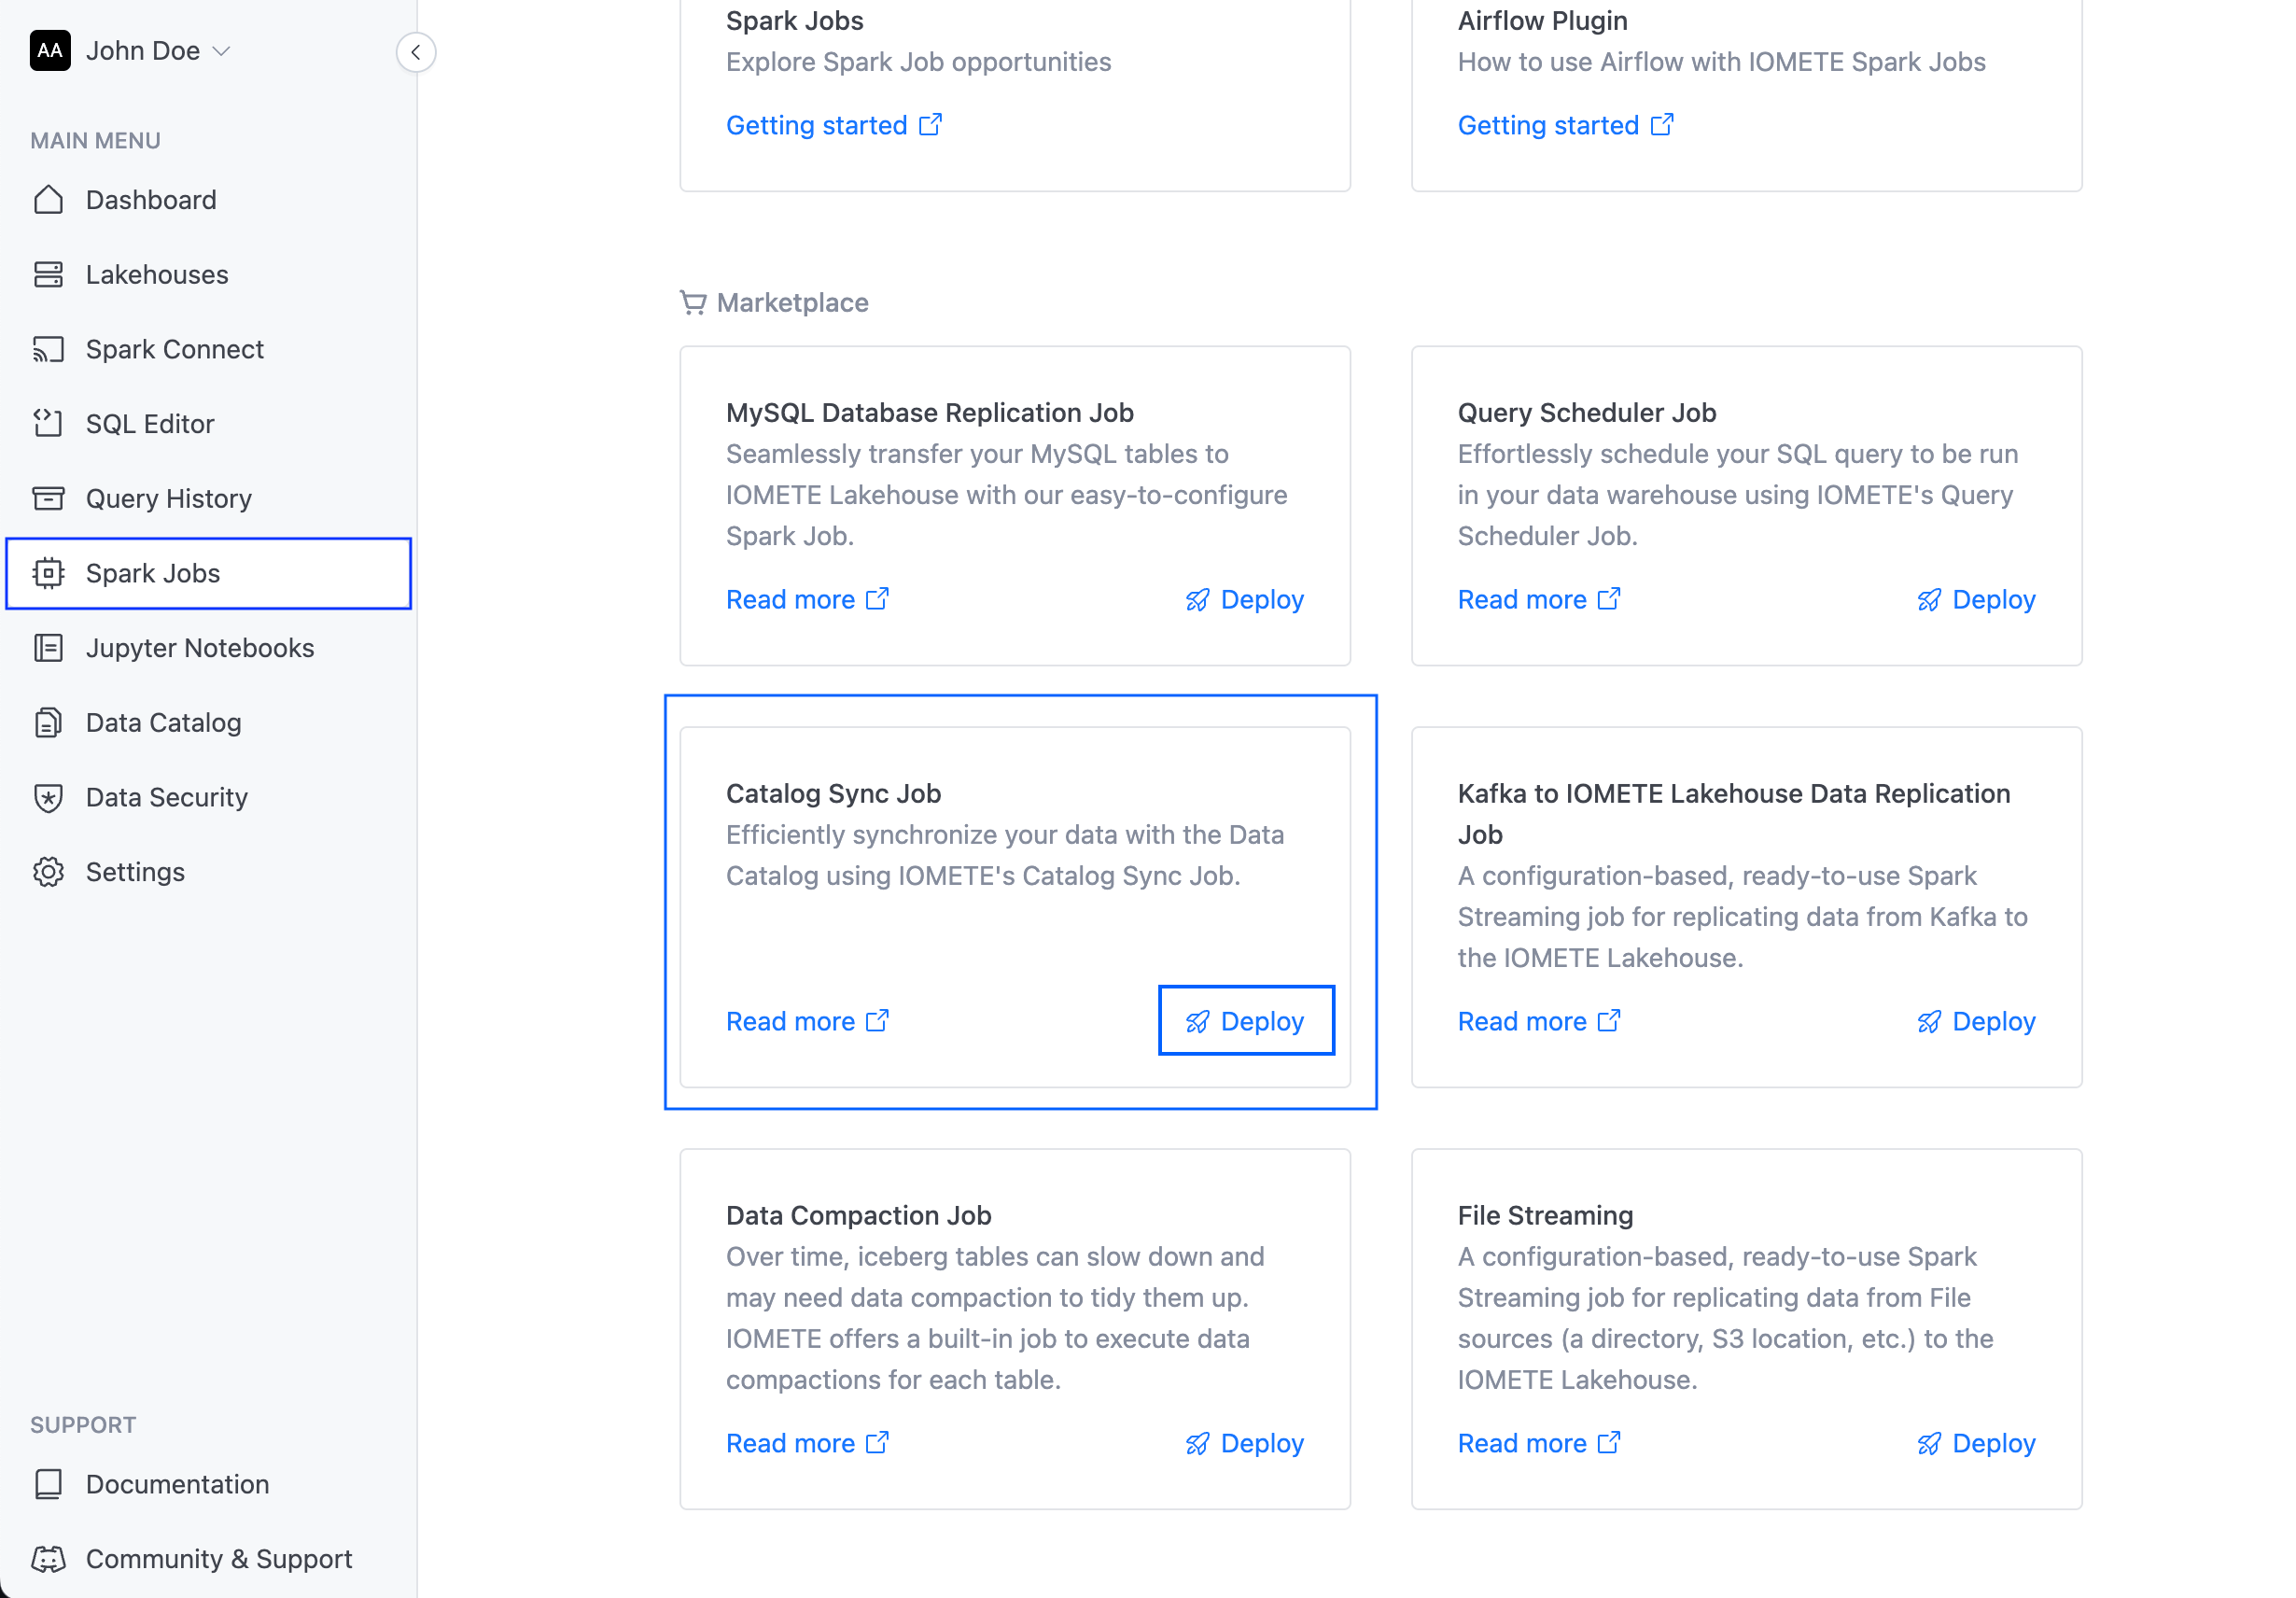 AA John Doe
MAIN MENU
Dashboard
Lakehouses
Spark Connect
SQL Editor
Query History
Spark Jobs
Jupyter Notebooks
Data Catalog
Data Security
Settings
SUPPORT
Documentation
Community & Support
Spark Jobs
Explore Spark Job opportunities
Getting started
Airflow Plugin
How to use Airflow with IOMETE Spark Jobs
Getting started
Marketplace
MySQL Database Replication Job
Seamlessly transfer your MySQL tables to
IOMETE Lakehouse with our easy-to-configure
Spark Job.
Read more Deploy
Query Scheduler Job
Effortlessly schedule your SQL query to be run
in your data warehouse using IOMETE's Query
Scheduler Job.
Read more Deploy
Catalog Sync Job
Efficiently synchronize your data with the Data
Catalog using IOMETE's Catalog Sync Job.
Read more Deploy
Kafka to IOMETE Lakehouse Data Replication
Job
A configuration-based, ready-to-use Spark
Streaming job for replicating data from Kafka to
the IOMETE Lakehouse.
Read more Deploy
Data Compaction Job
Over time, iceberg tables can slow down and
may need data compaction to tidy them up.
IOMETE offers a built-in job to execute data
compactions for each table.
Read more Deploy
File Streaming
A configuration-based, ready-to-use Spark
Streaming job for replicating data from File
sources (a directory, S3 location, etc.) to the
IOMETE Lakehouse.
Read more Deploy